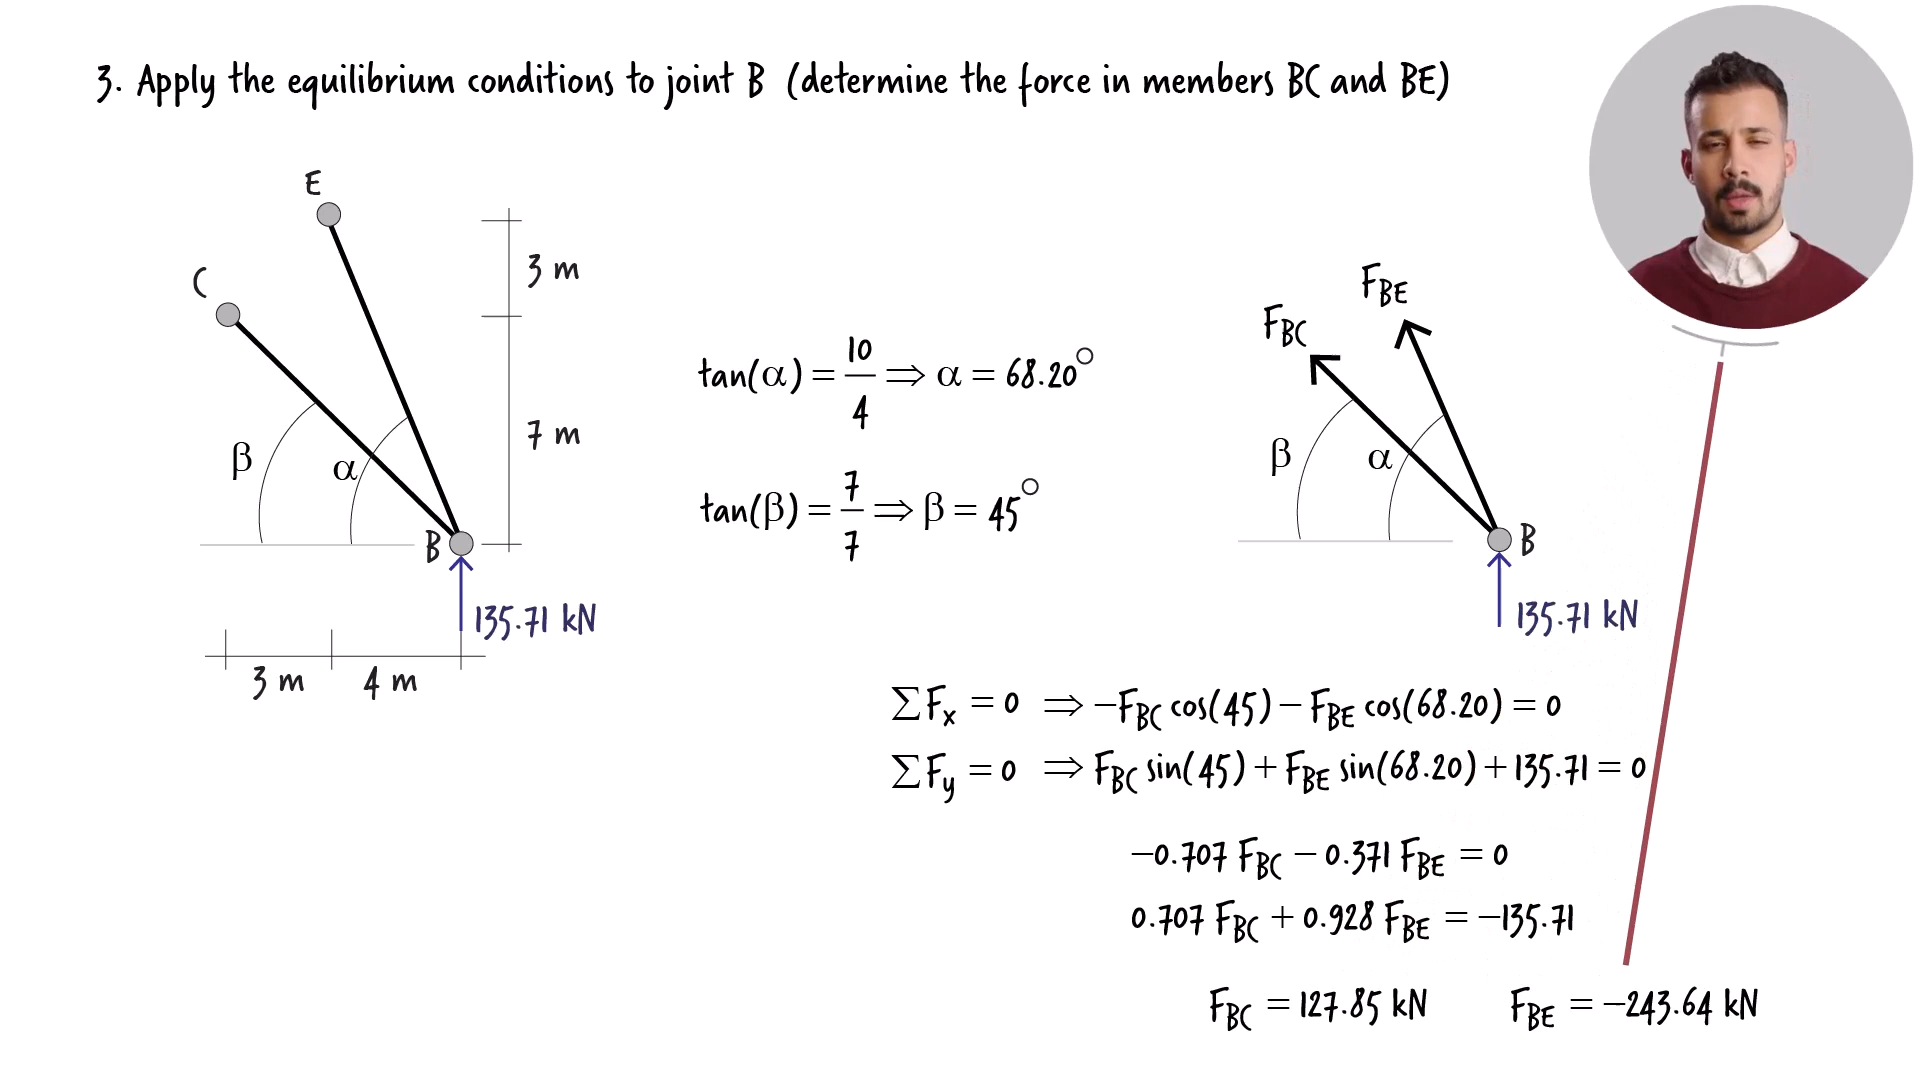 3. Apply the equilibrium conditions to joint B (determine the force in members BC and BE)
E
C
3 m
7 m
β
α
B
135.71 kN
3 m
4 m
tan(α) = 10/4 ⟹ α = 68.20°
tan(β) = 7/7 ⟹ β = 45°
F_BE
F_BC
β
α
B
135.71 kN
∑F_x = 0 ⟹ −F_BC cos(45) − F_BE cos(68.20) = 0
∑F_y = 0 ⟹ F_BC sin(45) + F_BE sin(68.20) + 135.71 = 0
−0.707 F_BC − 0.371 F_BE = 0
0.707 F_BC + 0.928 F_BE = −135.71
F_BC = 127.85 kN F_BE = −243.64 kN